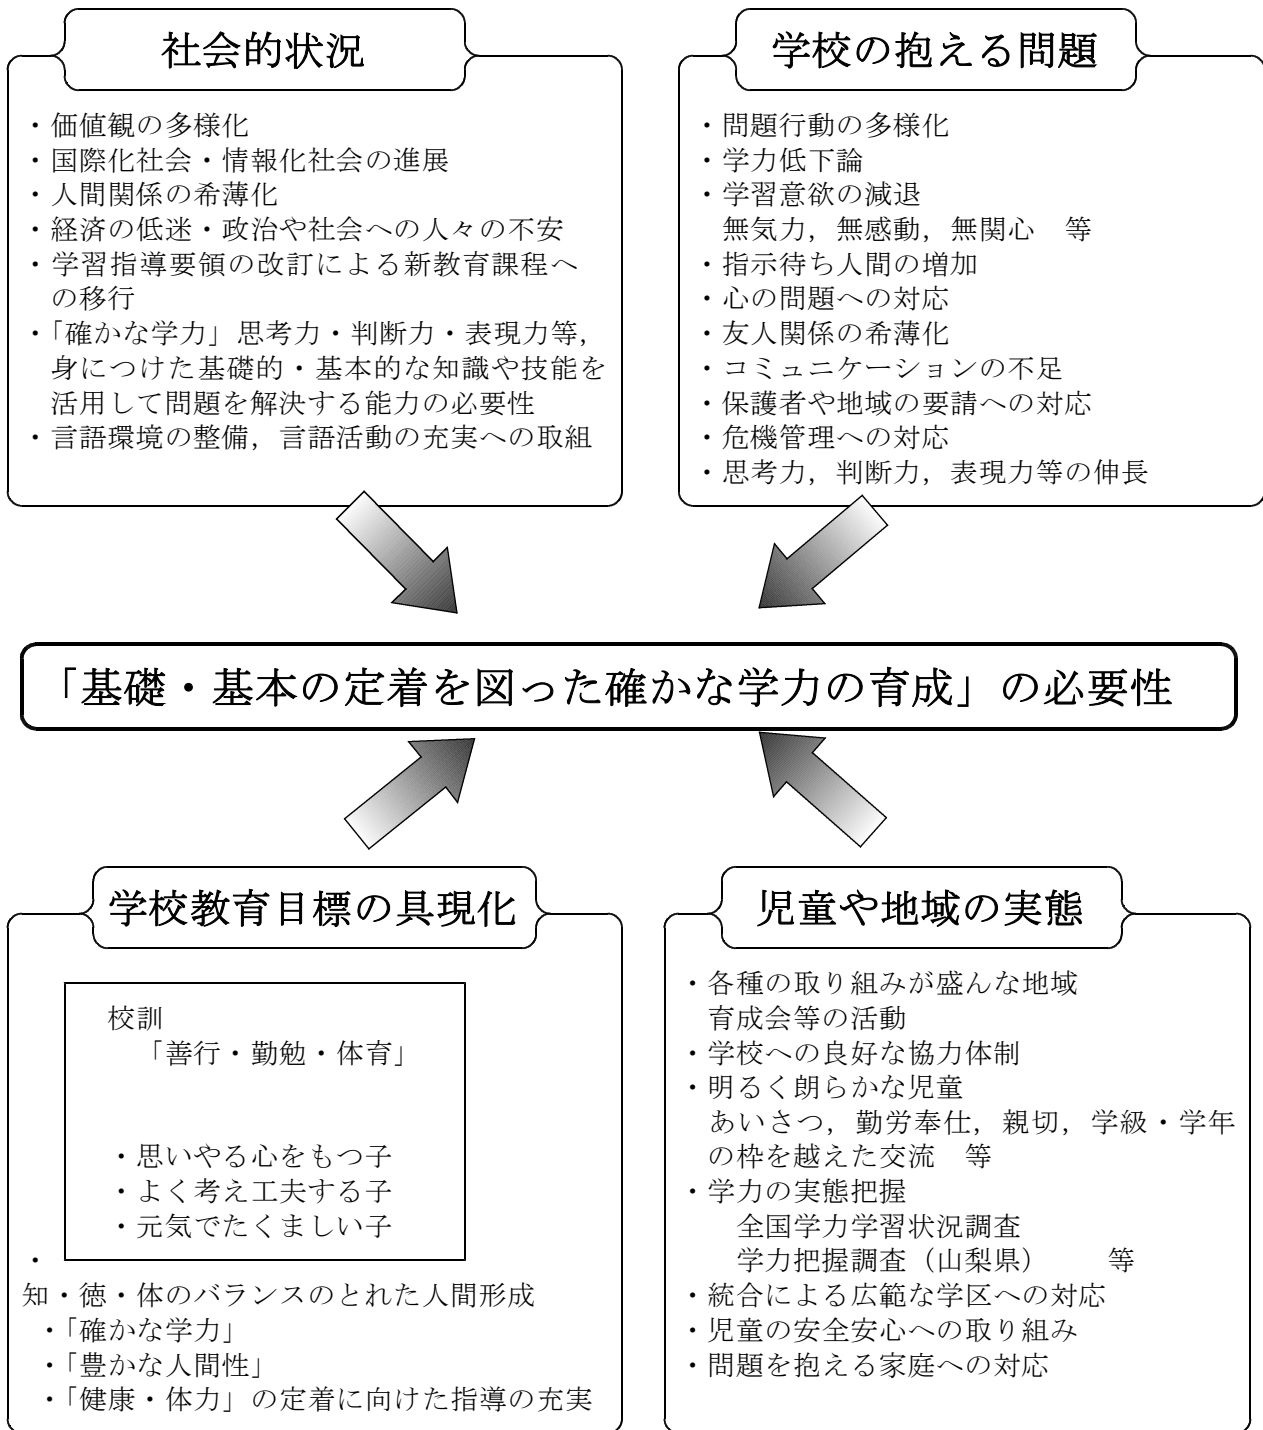 社会的状況
・価値観の多様化
・国際化社会・情報化社会の進展
・人間関係の希薄化
・経済の低迷・政治や社会への人々の不安
・学習指導要領の改訂による新教育課程へ
の移行
・「確かな学力」思考力・判断力・表現力等，
身につけた基礎的・基本的な知識や技能を
活用して問題を解決する能力の必要性
・言語環境の整備，言語活動の充実への取組
学校の抱える問題
・問題行動の多様化
・学力低下論
・学習意欲の減退
無気力，無感動，無関心　等
・指示待ち人間の増加
・心の問題への対応
・友人関係の希薄化
・コミュニケーションの不足
・保護者や地域の要請への対応
・危機管理への対応
・思考力，判断力，表現力等の伸長
「基礎・基本の定着を図った確かな学力の育成」の必要性
学校教育目標の具現化
校訓
「善行・勤勉・体育」
・思いやる心をもつ子
・よく考え工夫する子
・元気でたくましい子
・
知・徳・体のバランスのとれた人間形成
・「確かな学力」
・「豊かな人間性」
・「健康・体力」の定着に向けた指導の充実
児童や地域の実態
・各種の取り組みが盛んな地域
育成会等の活動
・学校への良好な協力体制
・明るく朗らかな児童
あいさつ，勤労奉仕，親切，学級・学年
の枠を越えた交流　等
・学力の実態把握
全国学力学習状況調査
学力把握調査（山梨県）　　等
・統合による広範な学区への対応
・児童の安全安心への取り組み
・問題を抱える家庭への対応